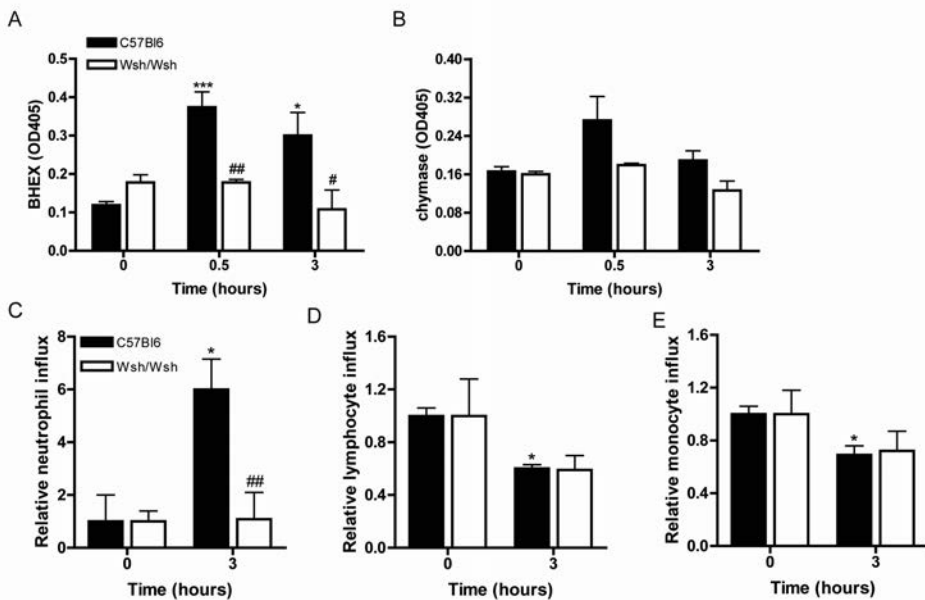 A
C57Bl6
Wsh/Wsh
BHEX (OD405)
0.5
0.4
0.3
0.2
0.1
0.0
***
*
##
#
0 0.5 3
Time (hours)
B
chymase (OD405)
0.40
0.32
0.24
0.16
0.08
0.00
0 0.5 3
Time (hours)
C
C57Bl6
Wsh/Wsh
Relative neutrophil influx
8
6
4
2
0
*
##
0 3
Time (hours)
D
Relative lymphocyte influx
1.6
1.2
0.8
0.4
0.0
*
0 3
Time (hours)
E
Relative monocyte influx
1.6
1.2
0.8
0.4
0.0
*
0 3
Time (hours)